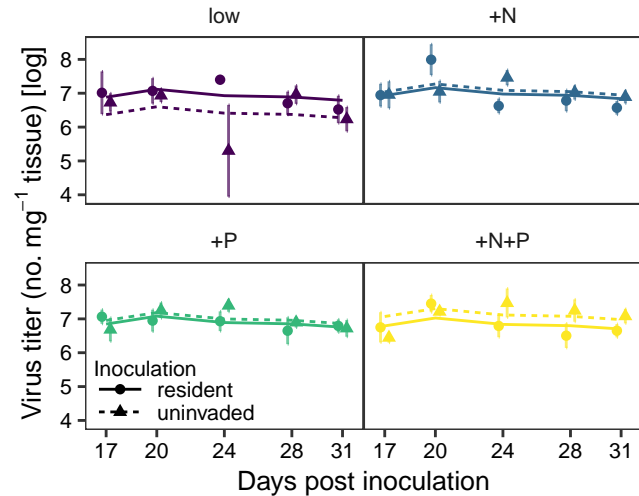 low
+N
8
7
6
5
4
+P
+N+P
8
7
6
5
4
Virus titer (no. mg⁻¹ tissue) [log]
Inoculation
resident
uninvaded
17 20 24 28 31
17 20 24 28 31
Days post inoculation